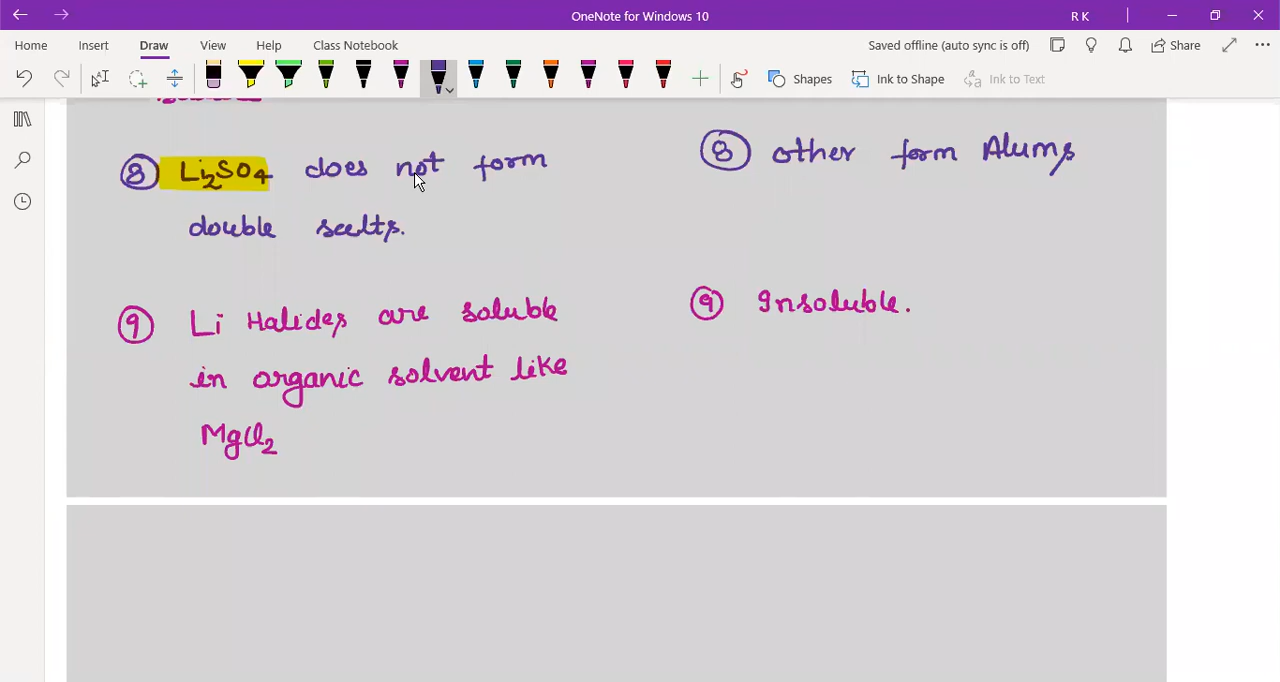 OneNote for Windows 10
R K
Home Insert Draw View Help Class Notebook
Saved offline (auto sync is off) Share
Shapes Ink to Shape Ink to Text
⑧ Li2SO4 does not form
double salts.
⑧ other form Alums
⑨ Li Halides are soluble
in organic solvent like
MgCl2
⑨ Insoluble.